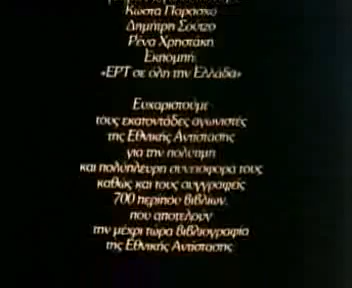 Κώστα Παράσχο
Δημήτρη Σούτζο
Ρένα Χρηστάκη
Εκπομπή
«ΕΡΤ σε όλη την Ελλάδα»
Ευχαριστούμε
τους εκατοντάδες αγωνιστές
της Εθνικής Αντίστασης
για την πολύτιμη
και πολύπλευρη συνεισφορά τους
καθώς και τους συγγραφείς
700 περίπου βιβλίων,
που αποτελούν
την μέχρι τώρα βιβλιογραφία
της Εθνικής Αντίστασης